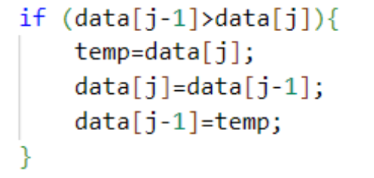 if (data[j-1]>data[j]){
    temp=data[j];
    data[j]=data[j-1];
    data[j-1]=temp;
}